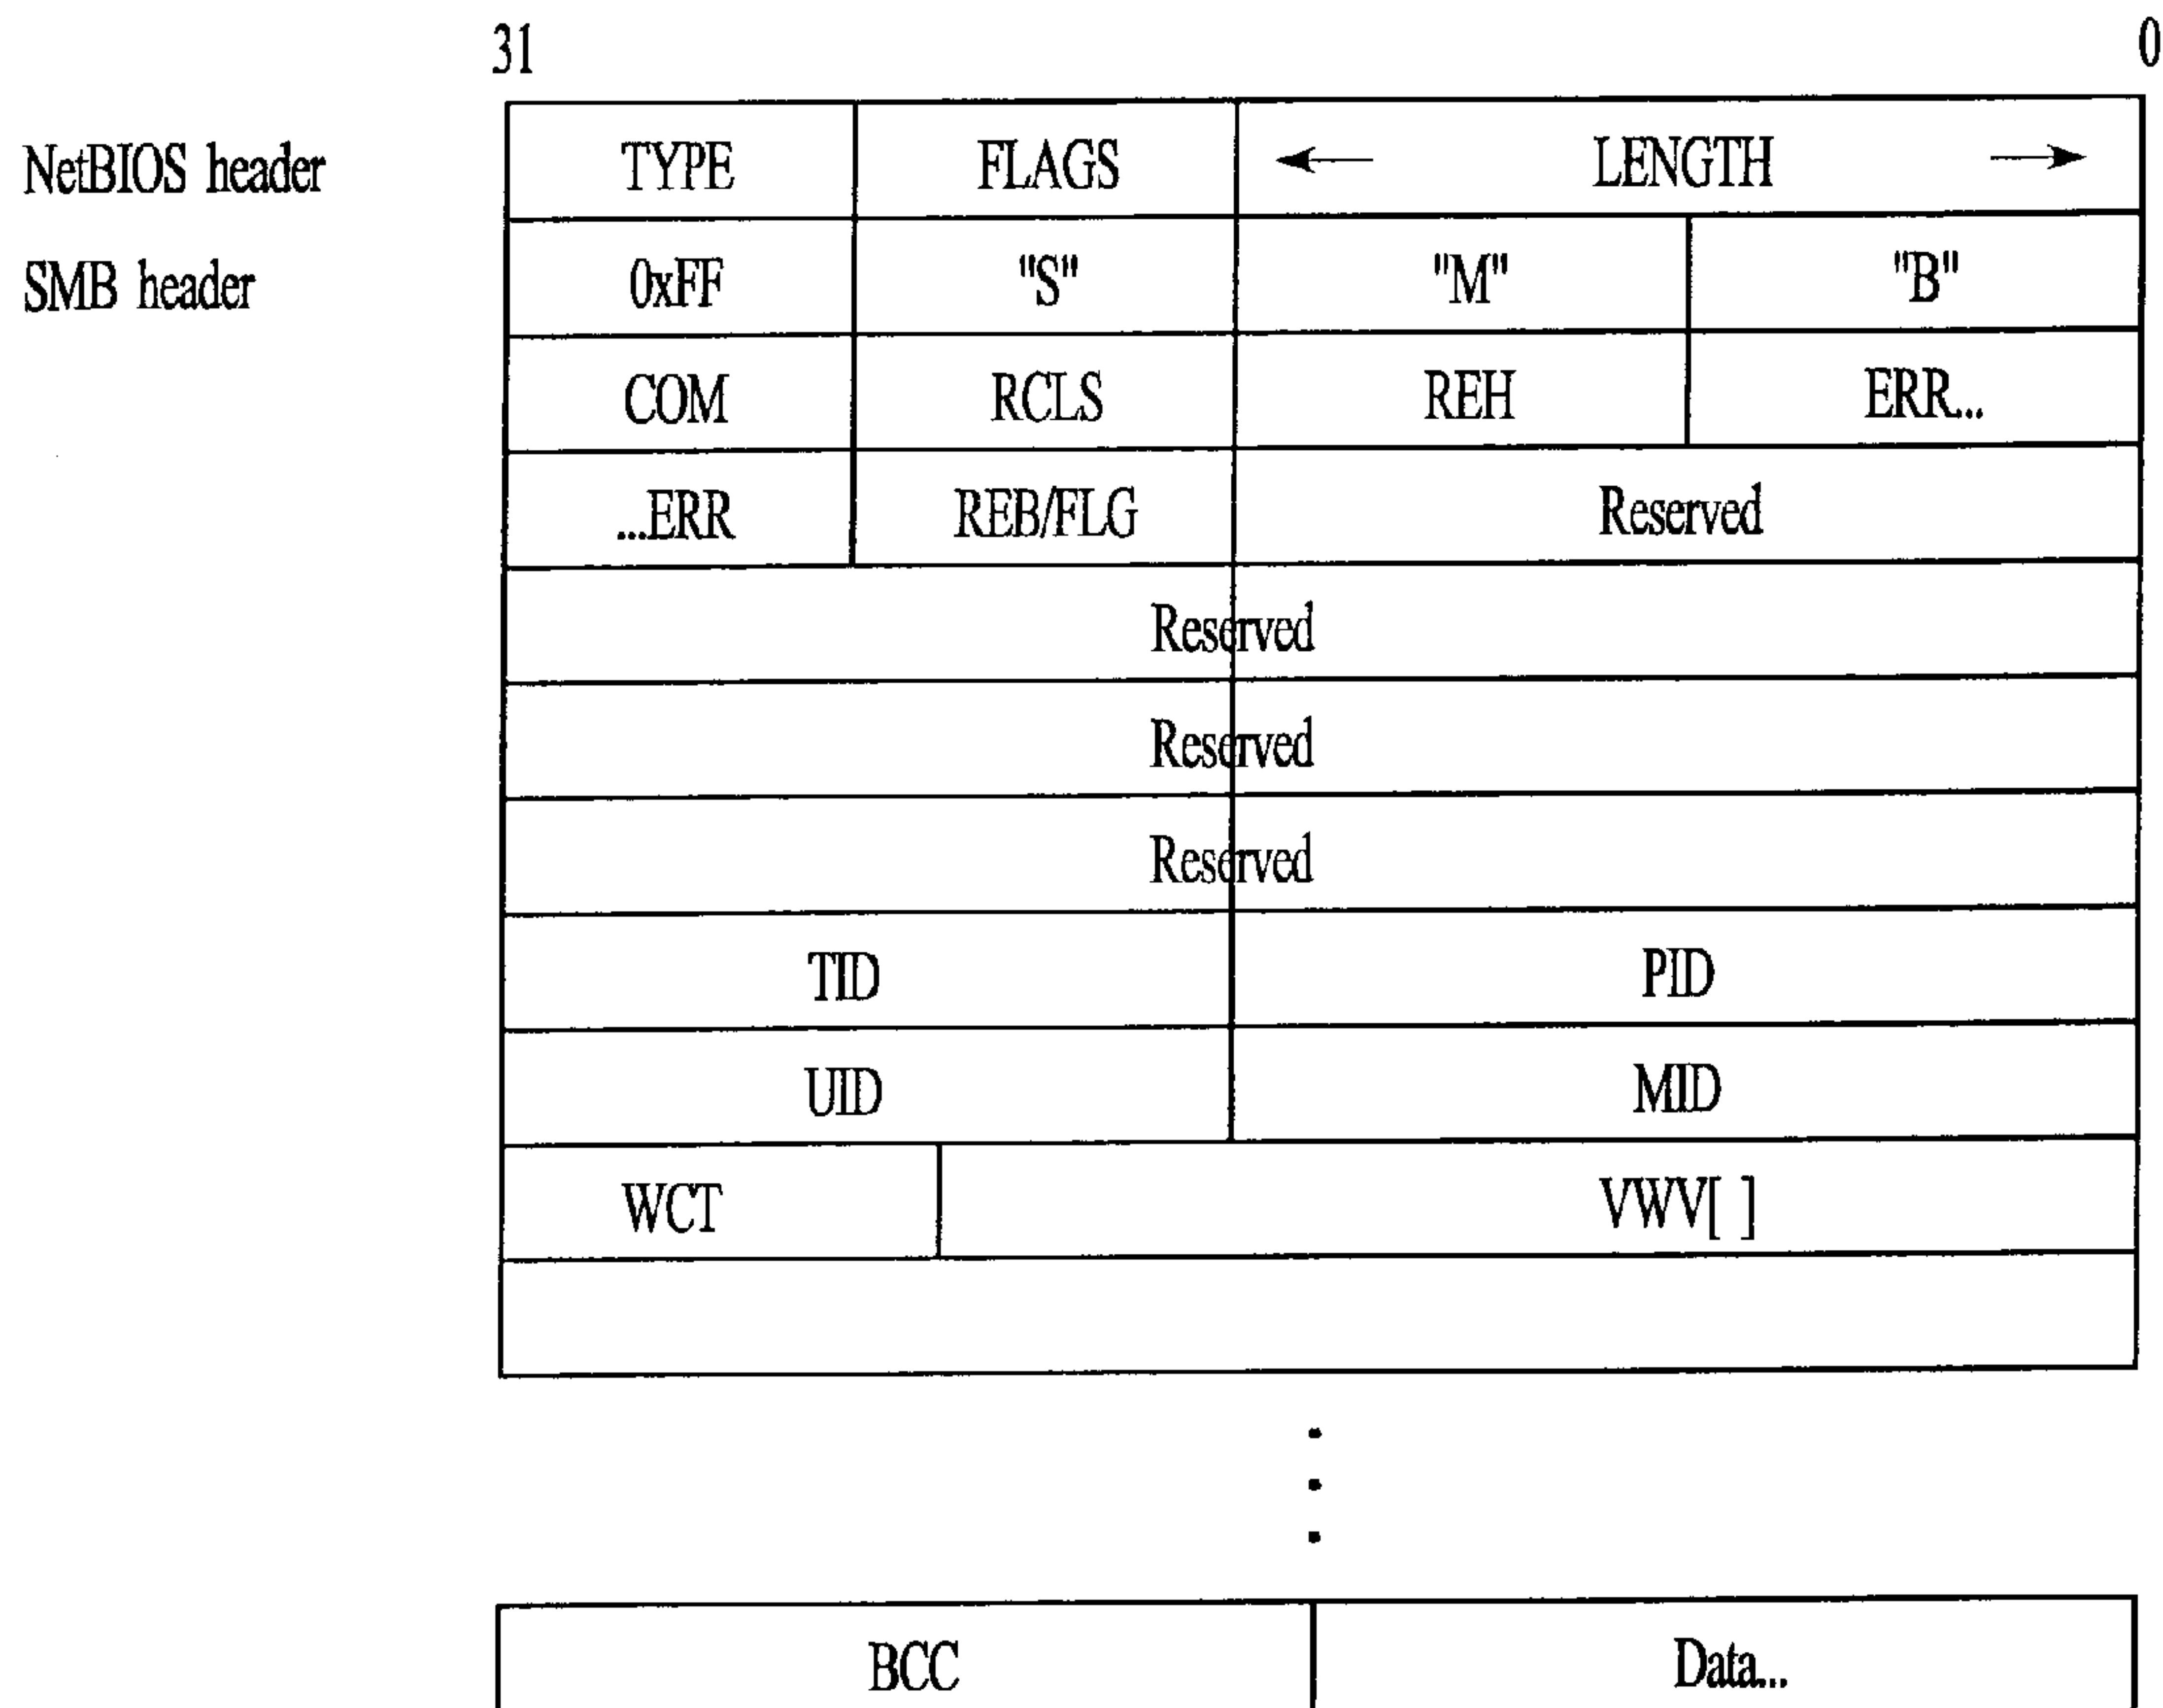 31 0
NetBIOS header TYPE FLAGS LENGTH
SMB header 0xFF "S" "M" "B"
COM RCLS REH ERR...
...ERR REB/FLG Reserved
Reserved
Reserved
Reserved
TID PID
UID MID
WCT VWV[ ]
BCC Data...